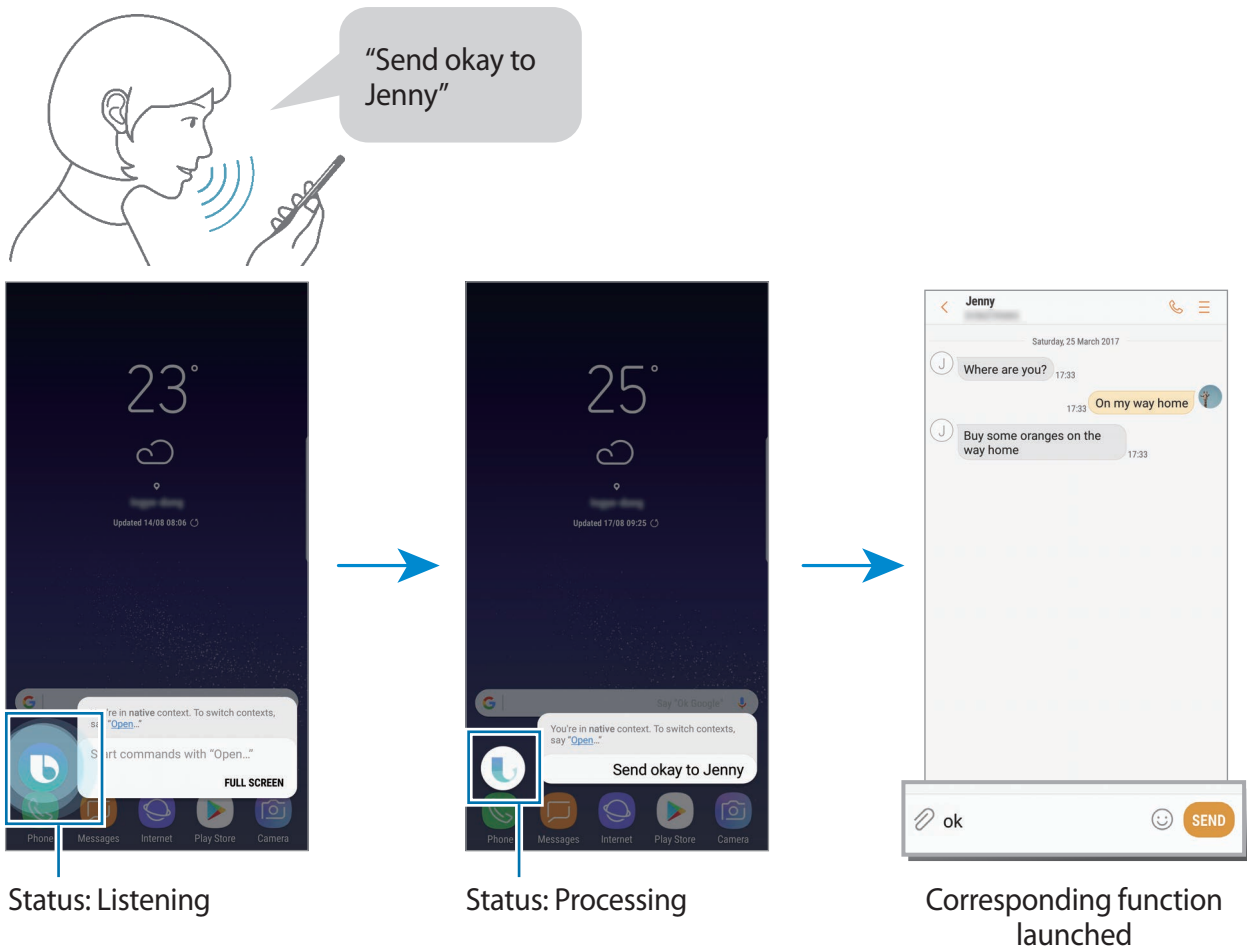 “Send okay to
Jenny”
23°
Updated 14/08 08:06
You're in native context. To switch contexts,
say "Open…"
Start commands with “Open…”
FULL SCREEN
Phone Messages Internet Play Store Camera
Status: Listening
25°
Updated 17/08 09:25
G Say "Ok Google"
You're in native context. To switch contexts,
say "Open…"
Send okay to Jenny
Phone Messages Internet Play Store Camera
Status: Processing
Jenny
Saturday, 25 March 2017
J Where are you? 17:33
17:33 On my way home
J Buy some oranges on the
way home 17:33
ok SEND
Corresponding function
launched